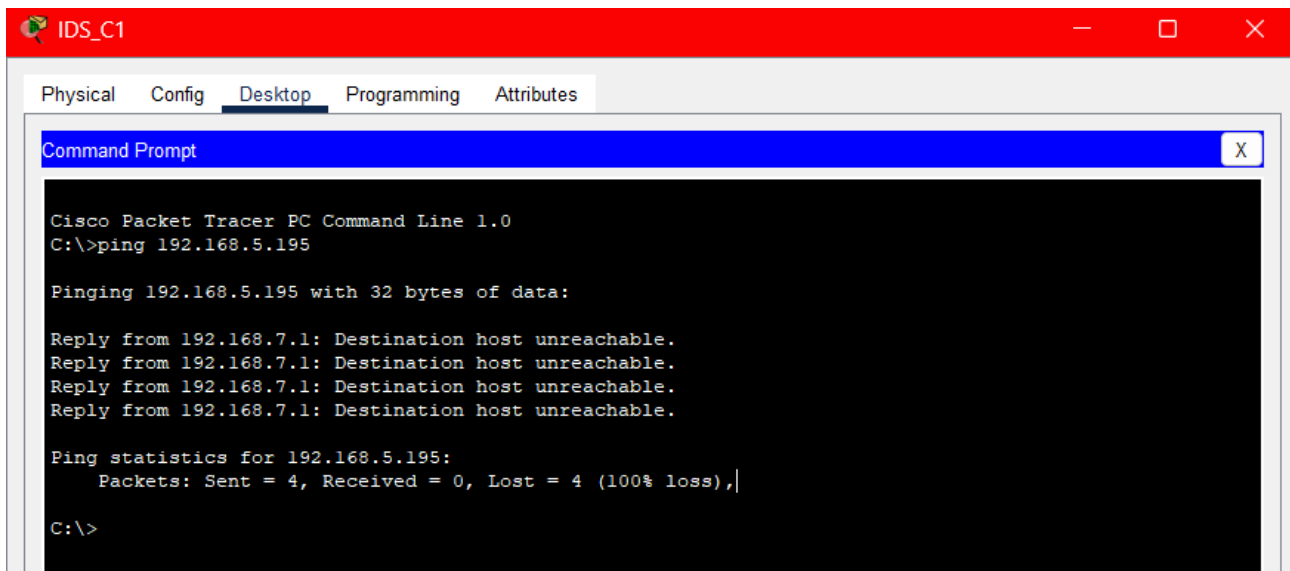 IDS_C1
Physical Config Desktop Programming Attributes
Command Prompt
X
Cisco Packet Tracer PC Command Line 1.0
C:\>ping 192.168.5.195
Pinging 192.168.5.195 with 32 bytes of data:
Reply from 192.168.7.1: Destination host unreachable.
Reply from 192.168.7.1: Destination host unreachable.
Reply from 192.168.7.1: Destination host unreachable.
Reply from 192.168.7.1: Destination host unreachable.
Ping statistics for 192.168.5.195:
Packets: Sent = 4, Received = 0, Lost = 4 (100% loss),
C:\>